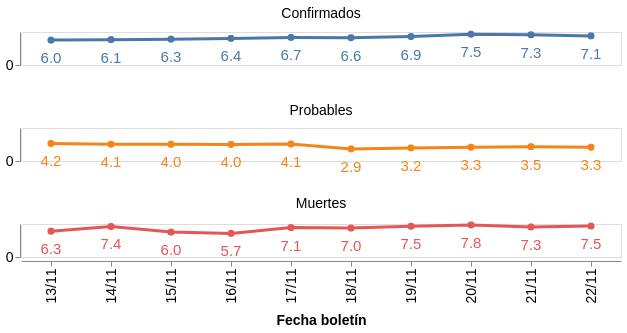 Confirmados
0
6.0 6.1 6.3 6.4 6.7 6.6 6.9 7.5 7.3 7.1
Probables
0
4.2 4.1 4.0 4.0 4.1 2.9 3.2 3.3 3.5 3.3
Muertes
0
6.3 7.4 6.0 5.7 7.1 7.0 7.5 7.8 7.3 7.5
13/11 14/11 15/11 16/11 17/11 18/11 19/11 20/11 21/11 22/11
Fecha boletín